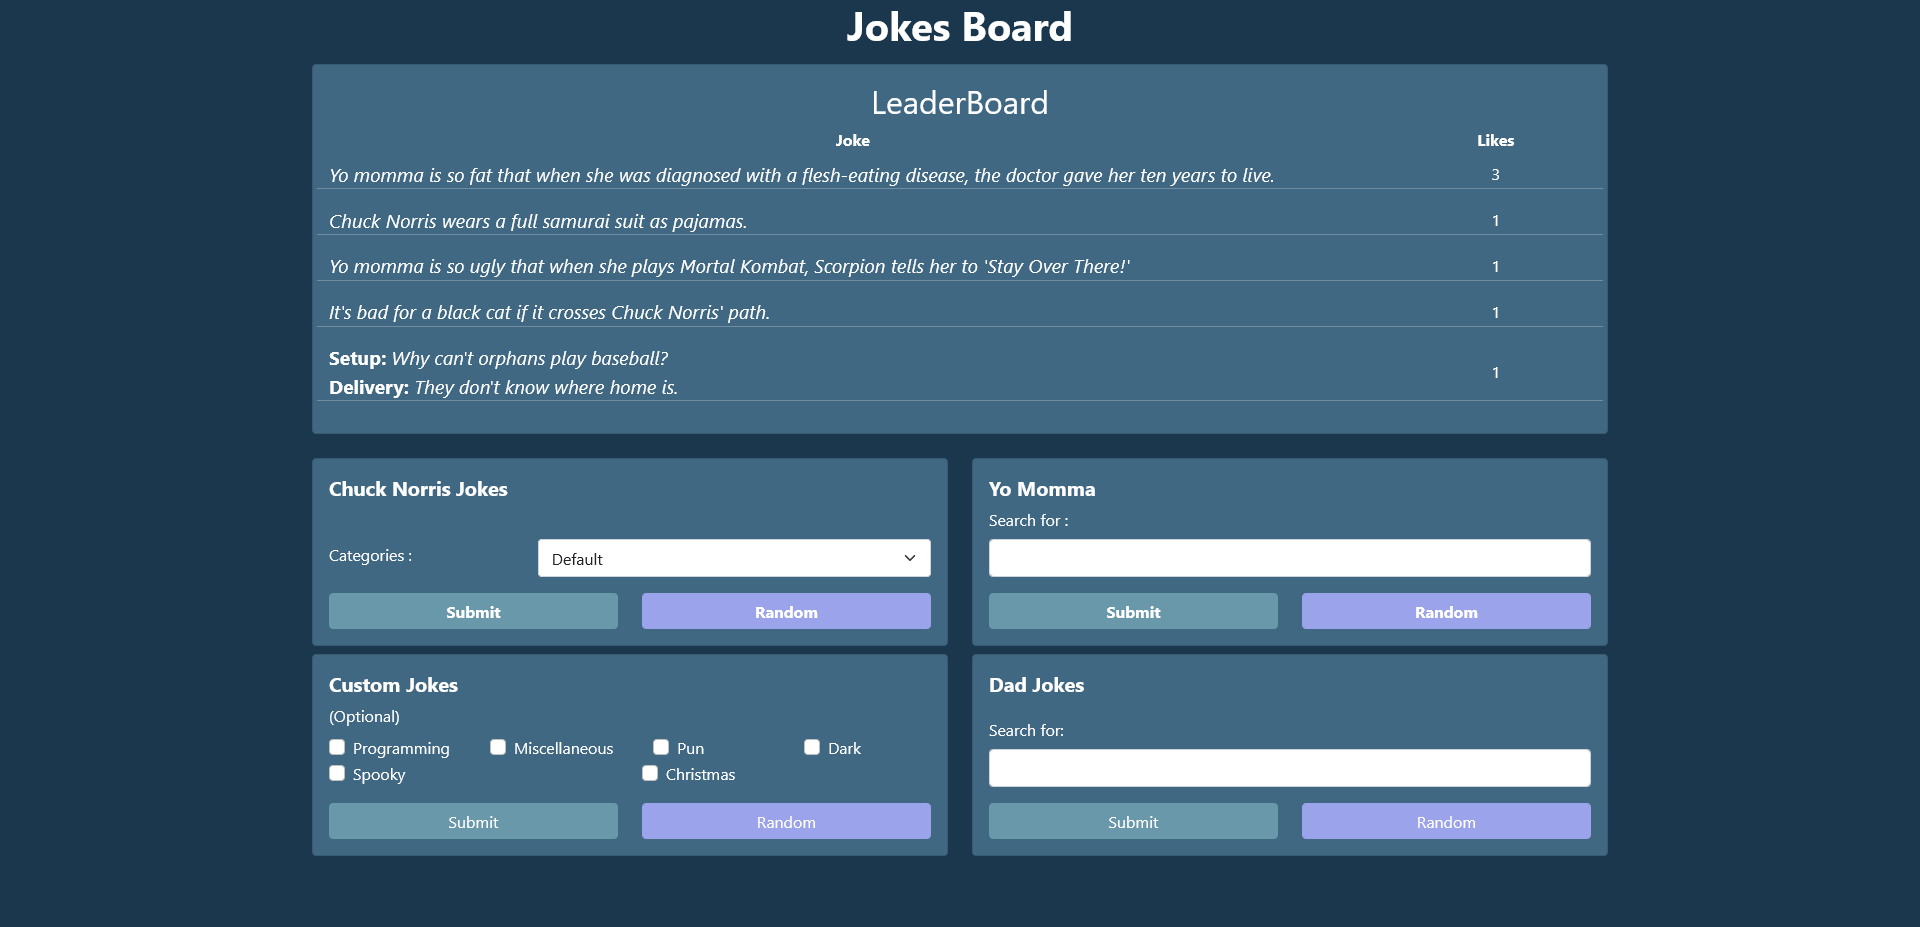 Jokes Board
LeaderBoard
Joke Likes
Yo momma is so fat that when she was diagnosed with a flesh-eating disease, the doctor gave her ten years to live. 3
Chuck Norris wears a full samurai suit as pajamas. 1
Yo momma is so ugly that when she plays Mortal Kombat, Scorpion tells her to 'Stay Over There!' 1
It's bad for a black cat if it crosses Chuck Norris' path. 1
Setup: Why can't orphans play baseball?
Delivery: They don't know where home is. 1
Chuck Norris Jokes
Categories : Default
Submit Random
Yo Momma
Search for :
Submit Random
Custom Jokes
(Optional)
Programming Miscellaneous Pun Dark
Spooky Christmas
Submit Random
Dad Jokes
Search for:
Submit Random